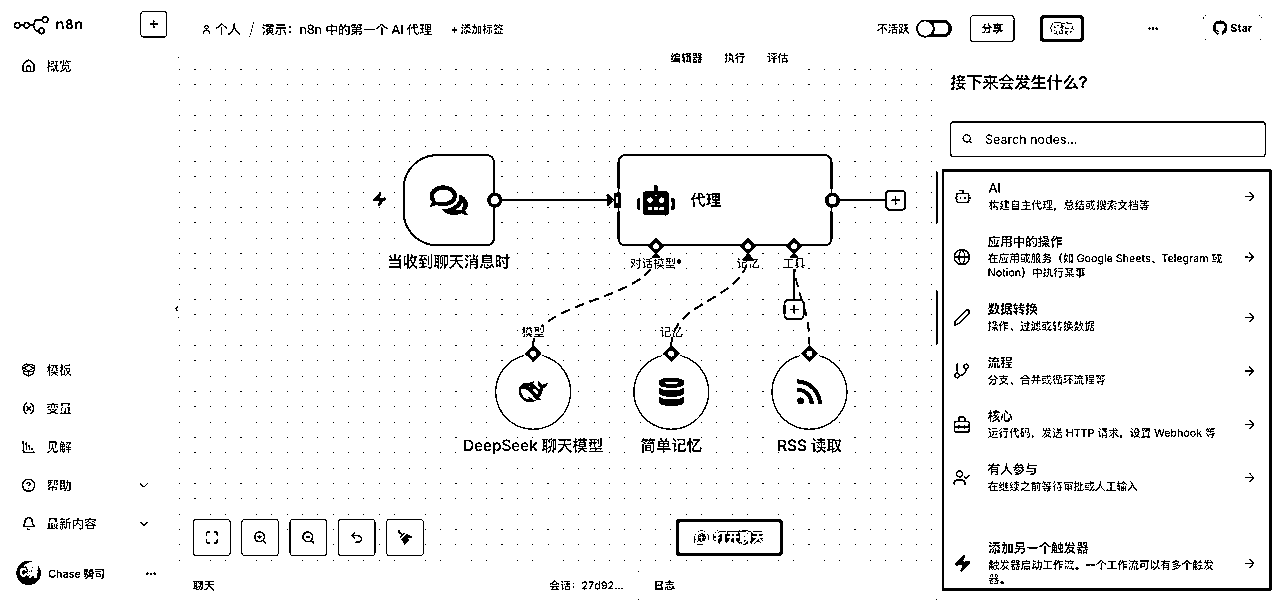 n8n
+
个人 / 演示：n8n 中的第一个 AI 代理 + 添加标签
不活跃
分享
保存
...
Star
概览
编辑器 执行 评估
接下来会发生什么？
Search nodes...
AI
构建自主代理，总结或搜索文档等
应用中的操作
在应用或服务（如 Google Sheets、Telegram 或
Notion）中执行某事
数据转换
操作、过滤或转换数据
流程
分支、合并或循环流程等
核心
运行代码，发送 HTTP 请求，设置 Webhook 等
有人参与
在继续之前等待审批或人工输入
添加另一个触发器
触发器启动工作流。一个工作流可以有多个触发
器。
代理
当收到聊天消息时
对话模型*
记忆
工具
模型
记忆
DeepSeek 聊天模型
简单记忆
RSS 读取
模板
变量
见解
帮助
最新内容
Chase 骑司
...
打开聊天
聊天
会话：27d92...
日志